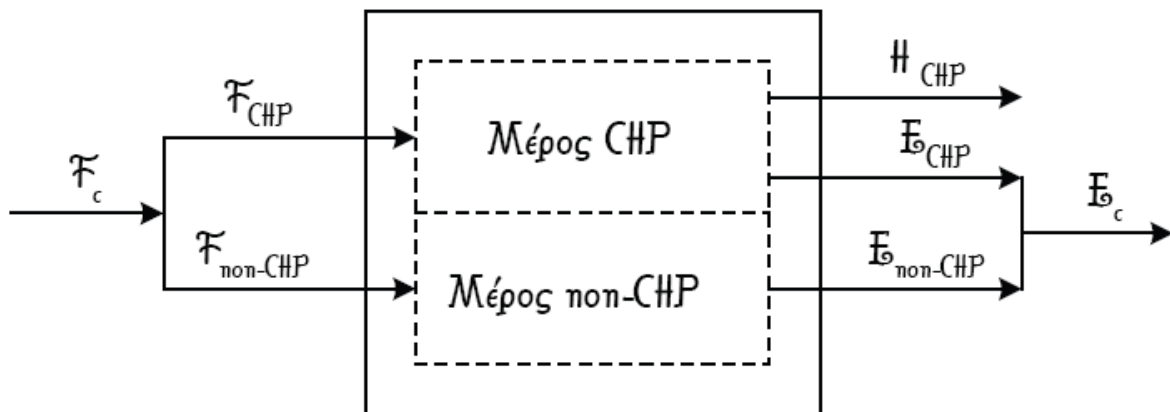 F_c
F_CHP
F_non-CHP
Μέρος CHP
Μέρος non-CHP
H_CHP
E_CHP
E_non-CHP
E_c